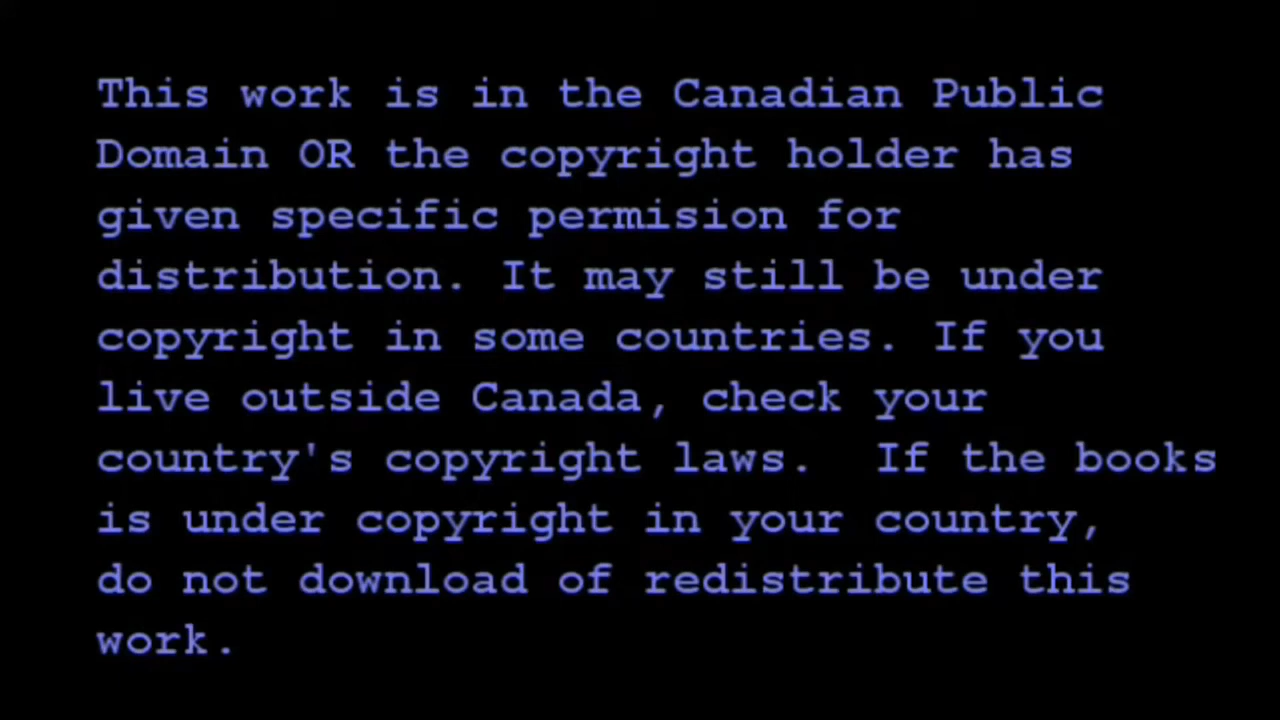 This work is in the Canadian Public
Domain OR the copyright holder has
given specific permision for
distribution. It may still be under
copyright in some countries. If you
live outside Canada, check your
country's copyright laws.  If the books
is under copyright in your country,
do not download of redistribute this
work.